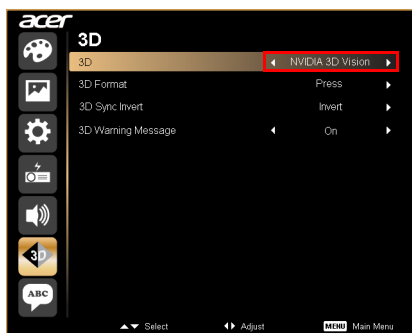 acer
3D
3D NVIDIA 3D Vision
3D Format Press
3D Sync Invert Invert
3D Warning Message On
3D
ABC
Select Adjust MENU Main Menu